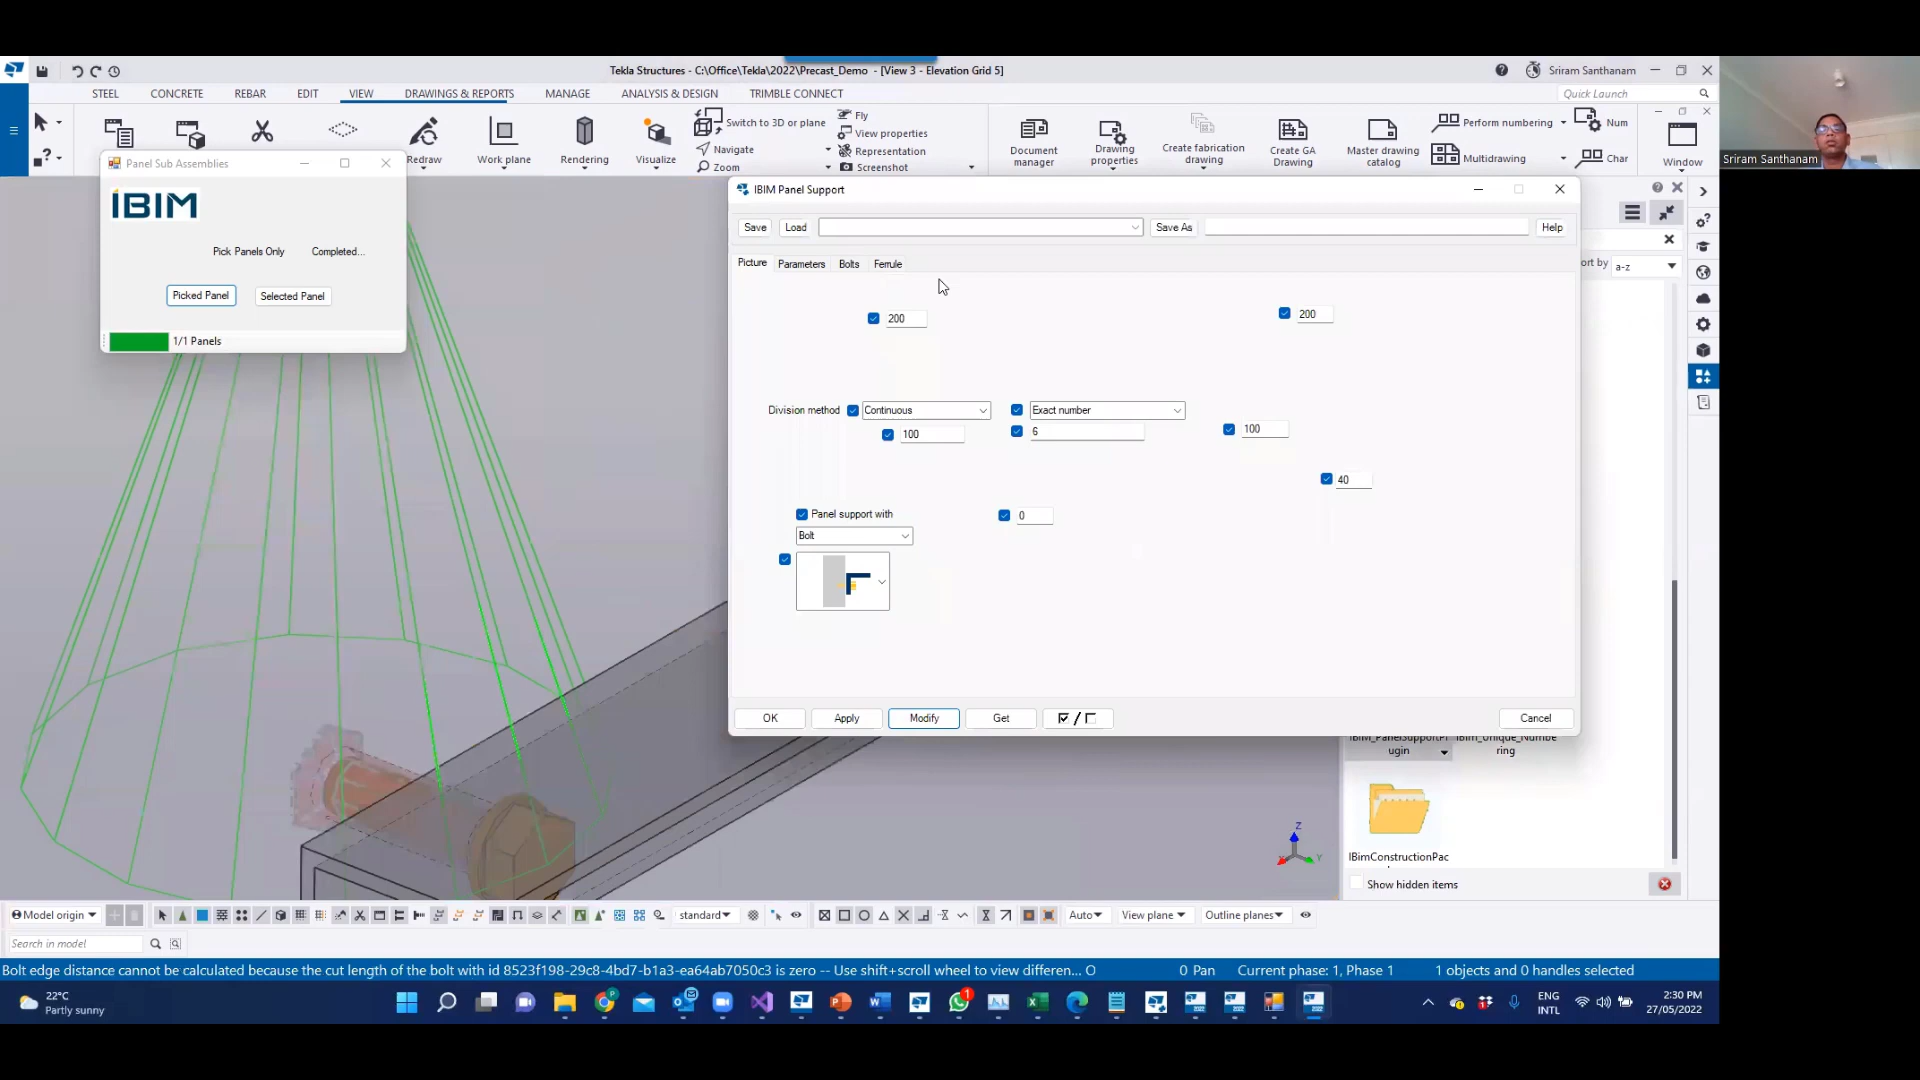 Tekla Structures - C:\Office\Tekla\2022\Precast_Demo - [View 3 - Elevation Grid 5]
Sriram Santhanam
STEEL CONCRETE REBAR EDIT VIEW DRAWINGS & REPORTS MANAGE ANALYSIS & DESIGN TRIMBLE CONNECT
Quick Launch
Redraw
Work plane
Rendering
Visualize
Switch to 3D or plane
Navigate
Zoom
Fly
View properties
Representation
Screenshot
Document manager
Drawing properties
Create fabrication drawing
Create GA Drawing
Master drawing catalog
Perform numbering
Multidrawing
Num
Char
Window
Sriram Santhanam
Panel Sub Assemblies
IBIM
Pick Panels Only Completed...
Picked Panel Selected Panel
1/1 Panels
IBIM Panel Support
Save Load Save As Help
Picture Parameters Bolts Ferrule
200 200
Division method Continuous Exact number
100 6 100
40
Panel support with 0
Bolt
OK Apply Modify Get / Cancel
ort by a-z
IBim_PanelSupportPl
ugin
IBim_Unique_Numbe
ring
IBimConstructionPac
Show hidden items
Z
Y
Model origin standard Auto View plane Outline planes
Search in model
Bolt edge distance cannot be calculated because the cut length of the bolt with id 8523f198-29c8-4bd7-b1a3-ea64ab7050c3 is zero -- Use shift+scroll wheel to view differen... O 0 Pan Current phase: 1, Phase 1 1 objects and 0 handles selected
22°C
Partly sunny
1
ENG
INTL
2:30 PM
27/05/2022